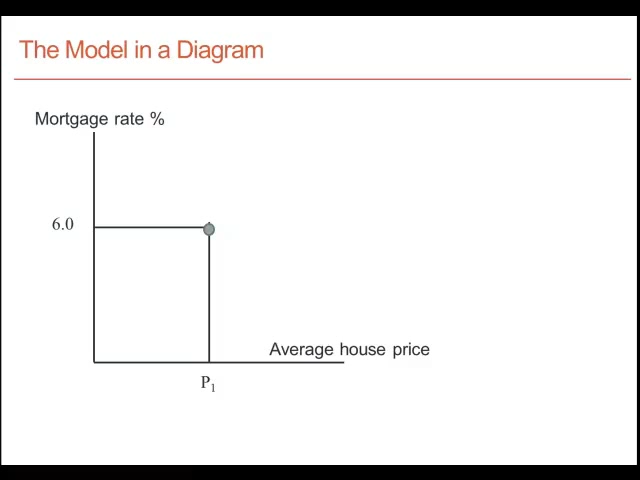 The Model in a Diagram
Mortgage rate %
6.0
Average house price
P1